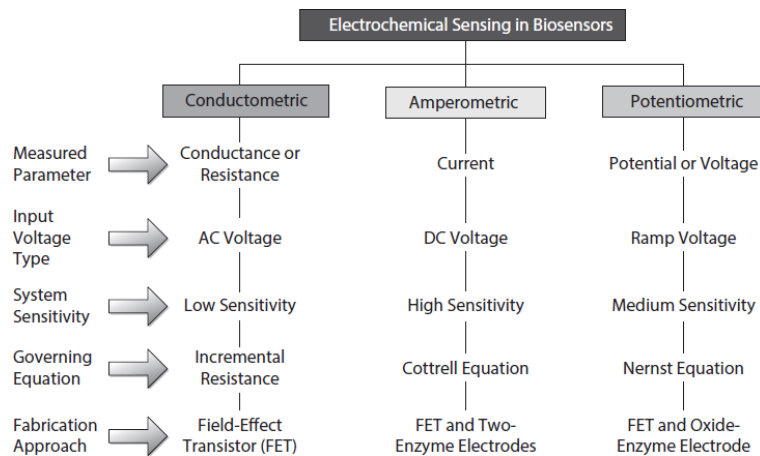 Electrochemical Sensing in Biosensors
Conductometric
Amperometric
Potentiometric
Measured
Parameter
Conductance or
Resistance
Current
Potential or Voltage
Input
Voltage
Type
AC Voltage
DC Voltage
Ramp Voltage
System
Sensitivity
Low Sensitivity
High Sensitivity
Medium Sensitivity
Governing
Equation
Incremental
Resistance
Cottrell Equation
Nernst Equation
Fabrication
Approach
Field-Effect
Transistor (FET)
FET and Two-
Enzyme Electrodes
FET and Oxide-
Enzyme Electrode